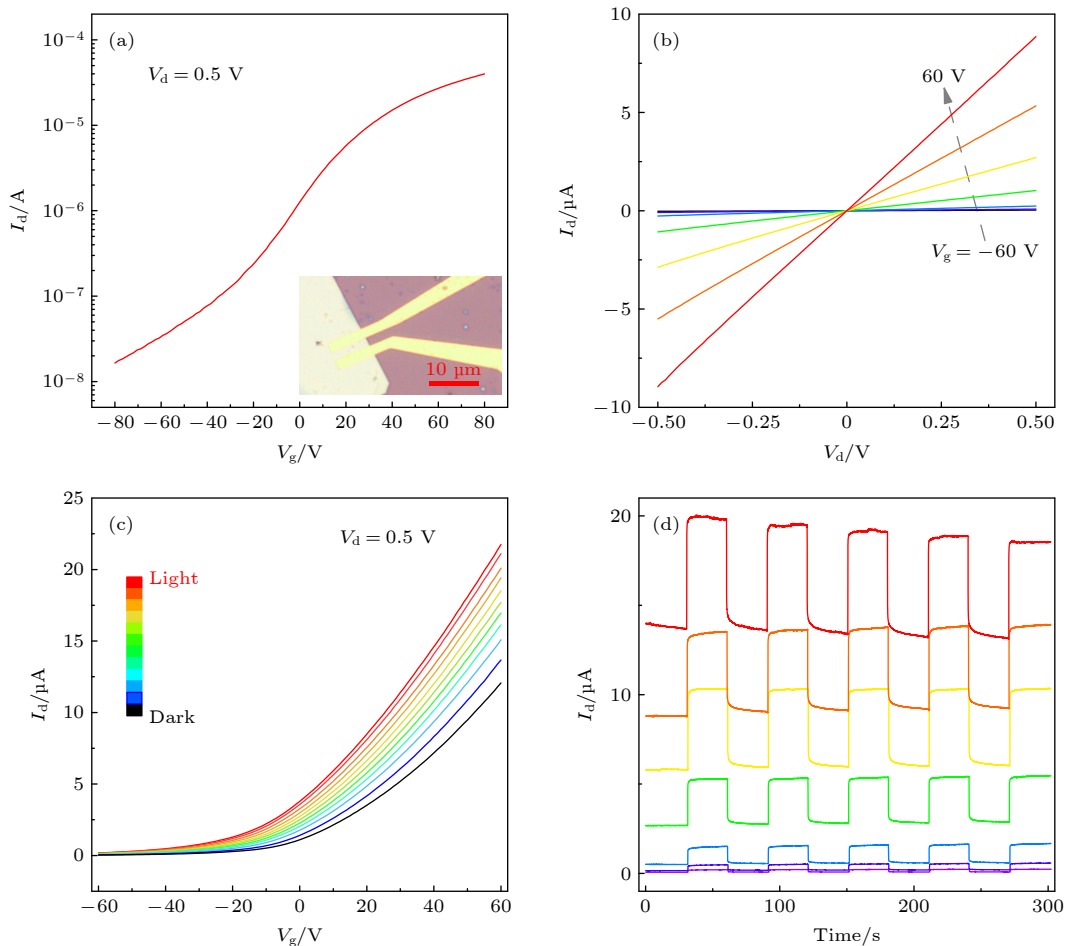 (a)
V_d = 0.5 V
10⁻⁴
10⁻⁵
10⁻⁶
10⁻⁷
10⁻⁸
I_d/A
10 μm
−80 −60 −40 −20 0 20 40 60 80
V_g/V
(b)
60 V
V_g = −60 V
10
5
0
−5
−10
I_d/μA
−0.50 −0.25 0 0.25 0.50
V_d/V
(c)
V_d = 0.5 V
Light
Dark
25
20
15
10
5
0
I_d/μA
−60 −40 −20 0 20 40 60
V_g/V
(d)
20
10
0
I_d/μA
0 100 200 300
Time/s